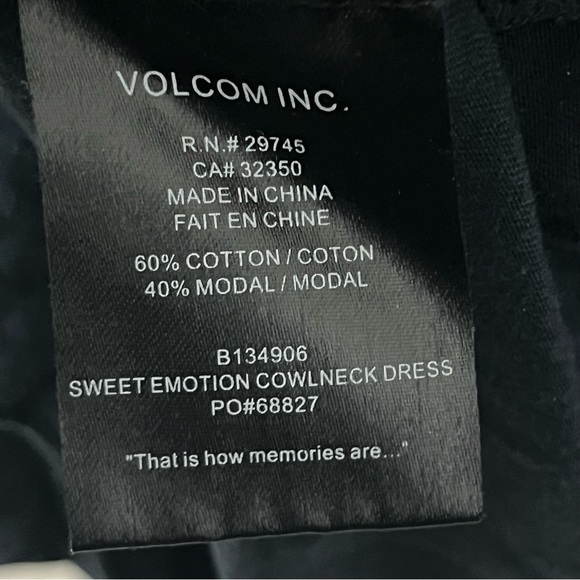 VOLCOM INC.
R.N.# 29745
CA# 32350
MADE IN CHINA
FAIT EN CHINE
60% COTTON / COTON
40% MODAL / MODAL
B134906
SWEET EMOTION COWLNECK DRESS
PO#68827
"That is how memories are..."